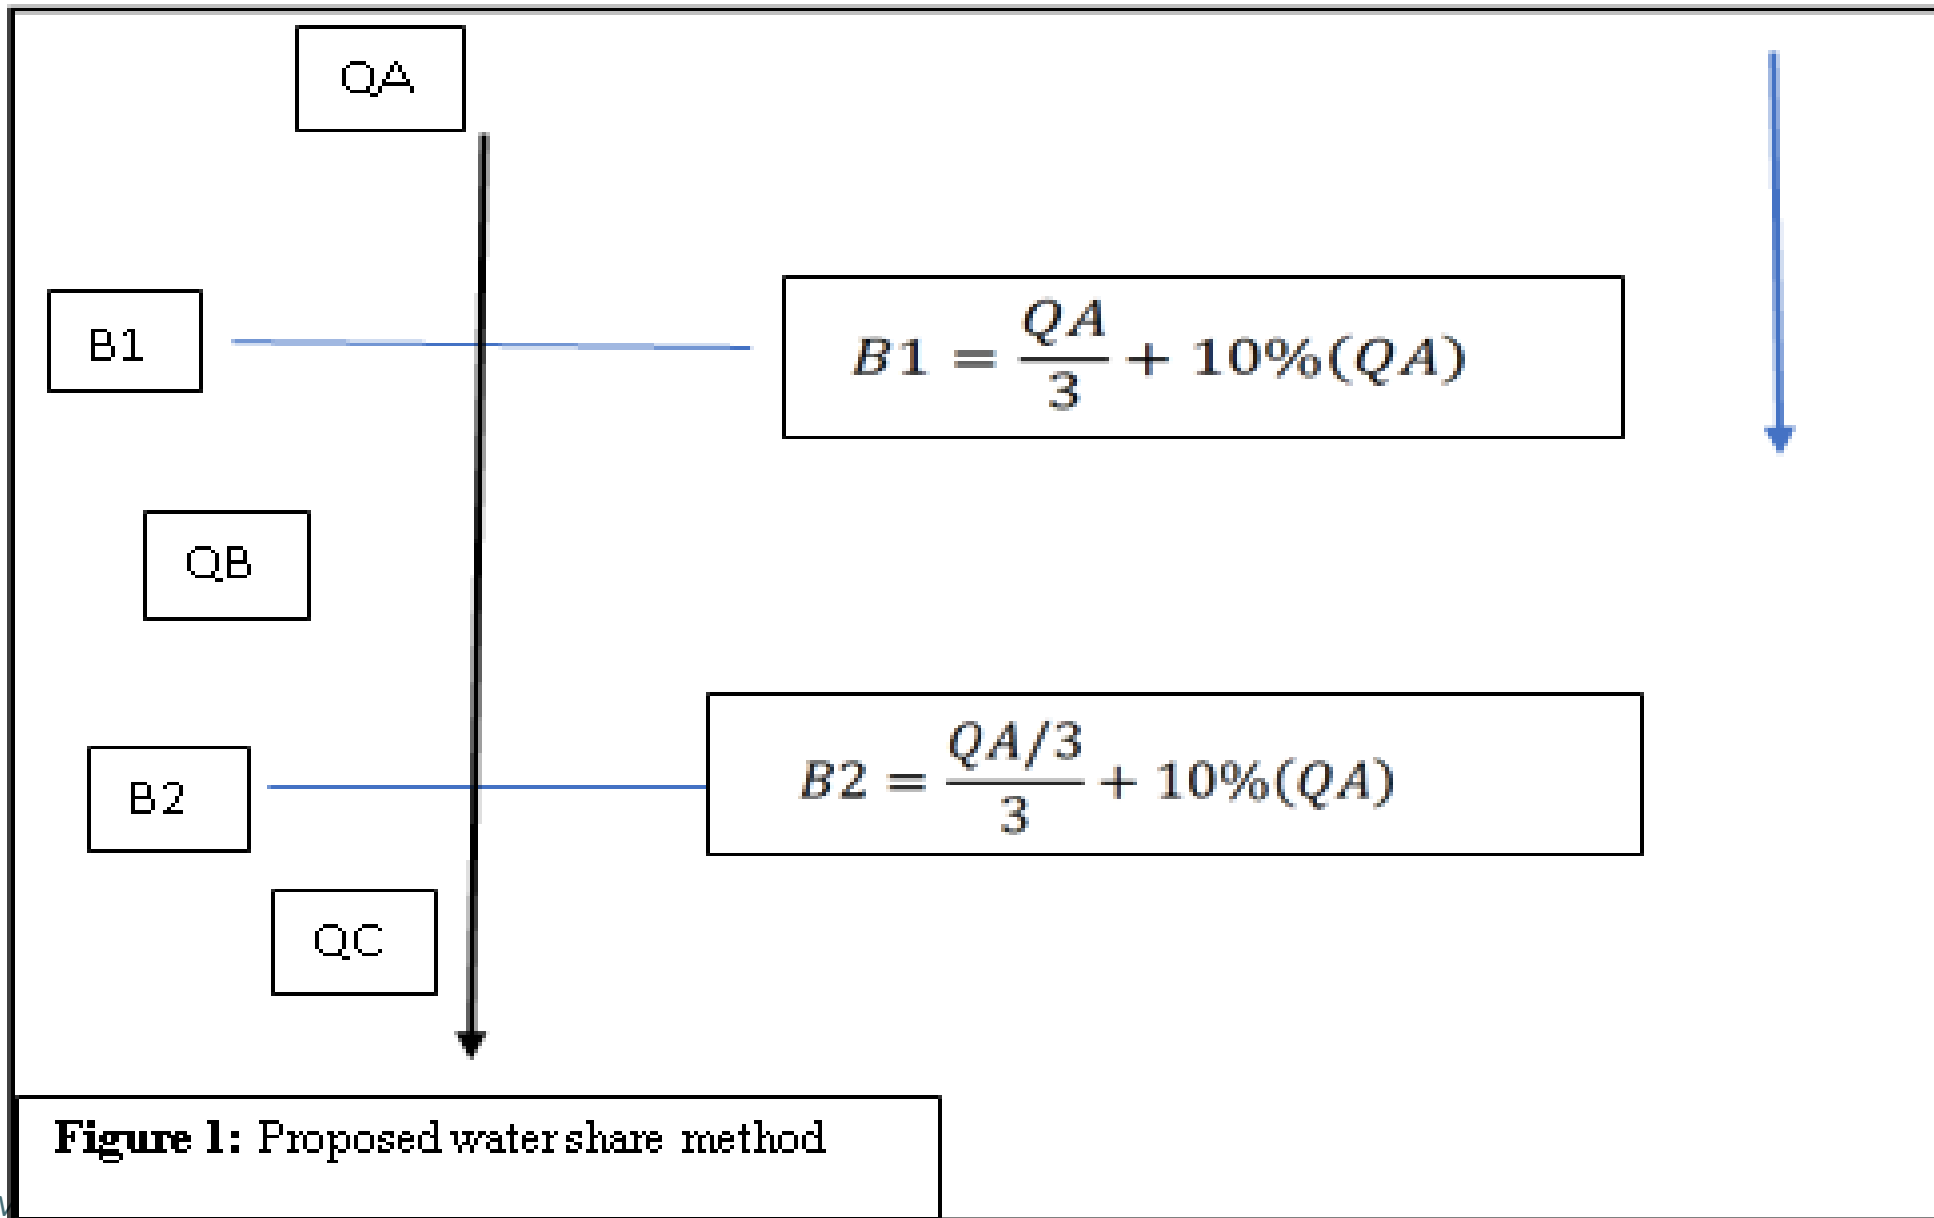 QA
B1
B1 = QA/3 + 10%(QA)
QB
B2 = (QA/3)/3 + 10%(QA)
B2
QC
Figure 1: Proposed water share method